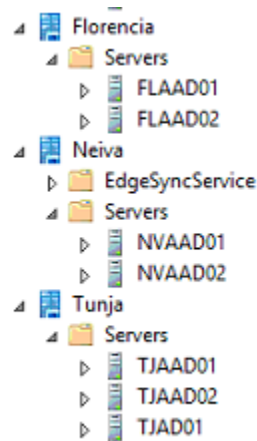 Florencia
Servers
FLAAD01
FLAAD02
Neiva
EdgeSyncService
Servers
NVAAD01
NVAAD02
Tunja
Servers
TJAAD01
TJAAD02
TJAD01